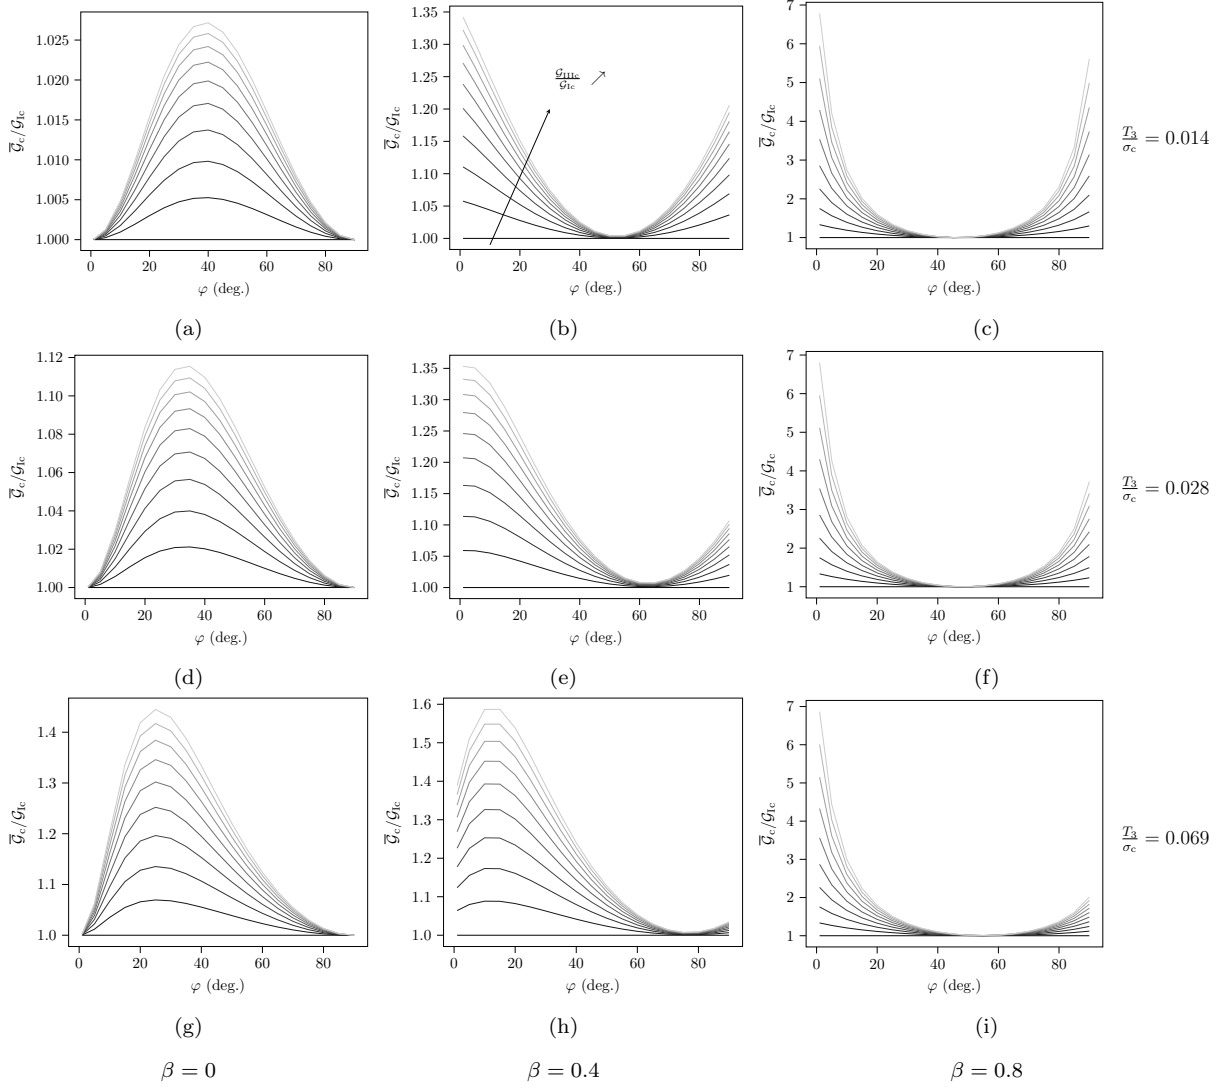 1.025
1.020
1.015
1.010
1.005
1.000
0 20 40 60 80
φ (deg.)
𝒢̅c/𝒢Ic
(a)
1.35
1.30
1.25
1.20
1.15
1.10
1.05
1.00
0 20 40 60 80
φ (deg.)
𝒢̅c/𝒢Ic
𝒢IIIc/𝒢Ic ↗
(b)
7
6
5
4
3
2
1
0 20 40 60 80
φ (deg.)
𝒢̅c/𝒢Ic
(c)
T3/σc = 0.014
1.12
1.10
1.08
1.06
1.04
1.02
1.00
0 20 40 60 80
φ (deg.)
𝒢̅c/𝒢Ic
(d)
1.35
1.30
1.25
1.20
1.15
1.10
1.05
1.00
0 20 40 60 80
φ (deg.)
𝒢̅c/𝒢Ic
(e)
7
6
5
4
3
2
1
0 20 40 60 80
φ (deg.)
𝒢̅c/𝒢Ic
(f)
T3/σc = 0.028
1.4
1.3
1.2
1.1
1.0
0 20 40 60 80
φ (deg.)
𝒢̅c/𝒢Ic
(g)
1.6
1.5
1.4
1.3
1.2
1.1
1.0
0 20 40 60 80
φ (deg.)
𝒢̅c/𝒢Ic
(h)
7
6
5
4
3
2
1
0 20 40 60 80
φ (deg.)
𝒢̅c/𝒢Ic
(i)
T3/σc = 0.069
β = 0
β = 0.4
β = 0.8